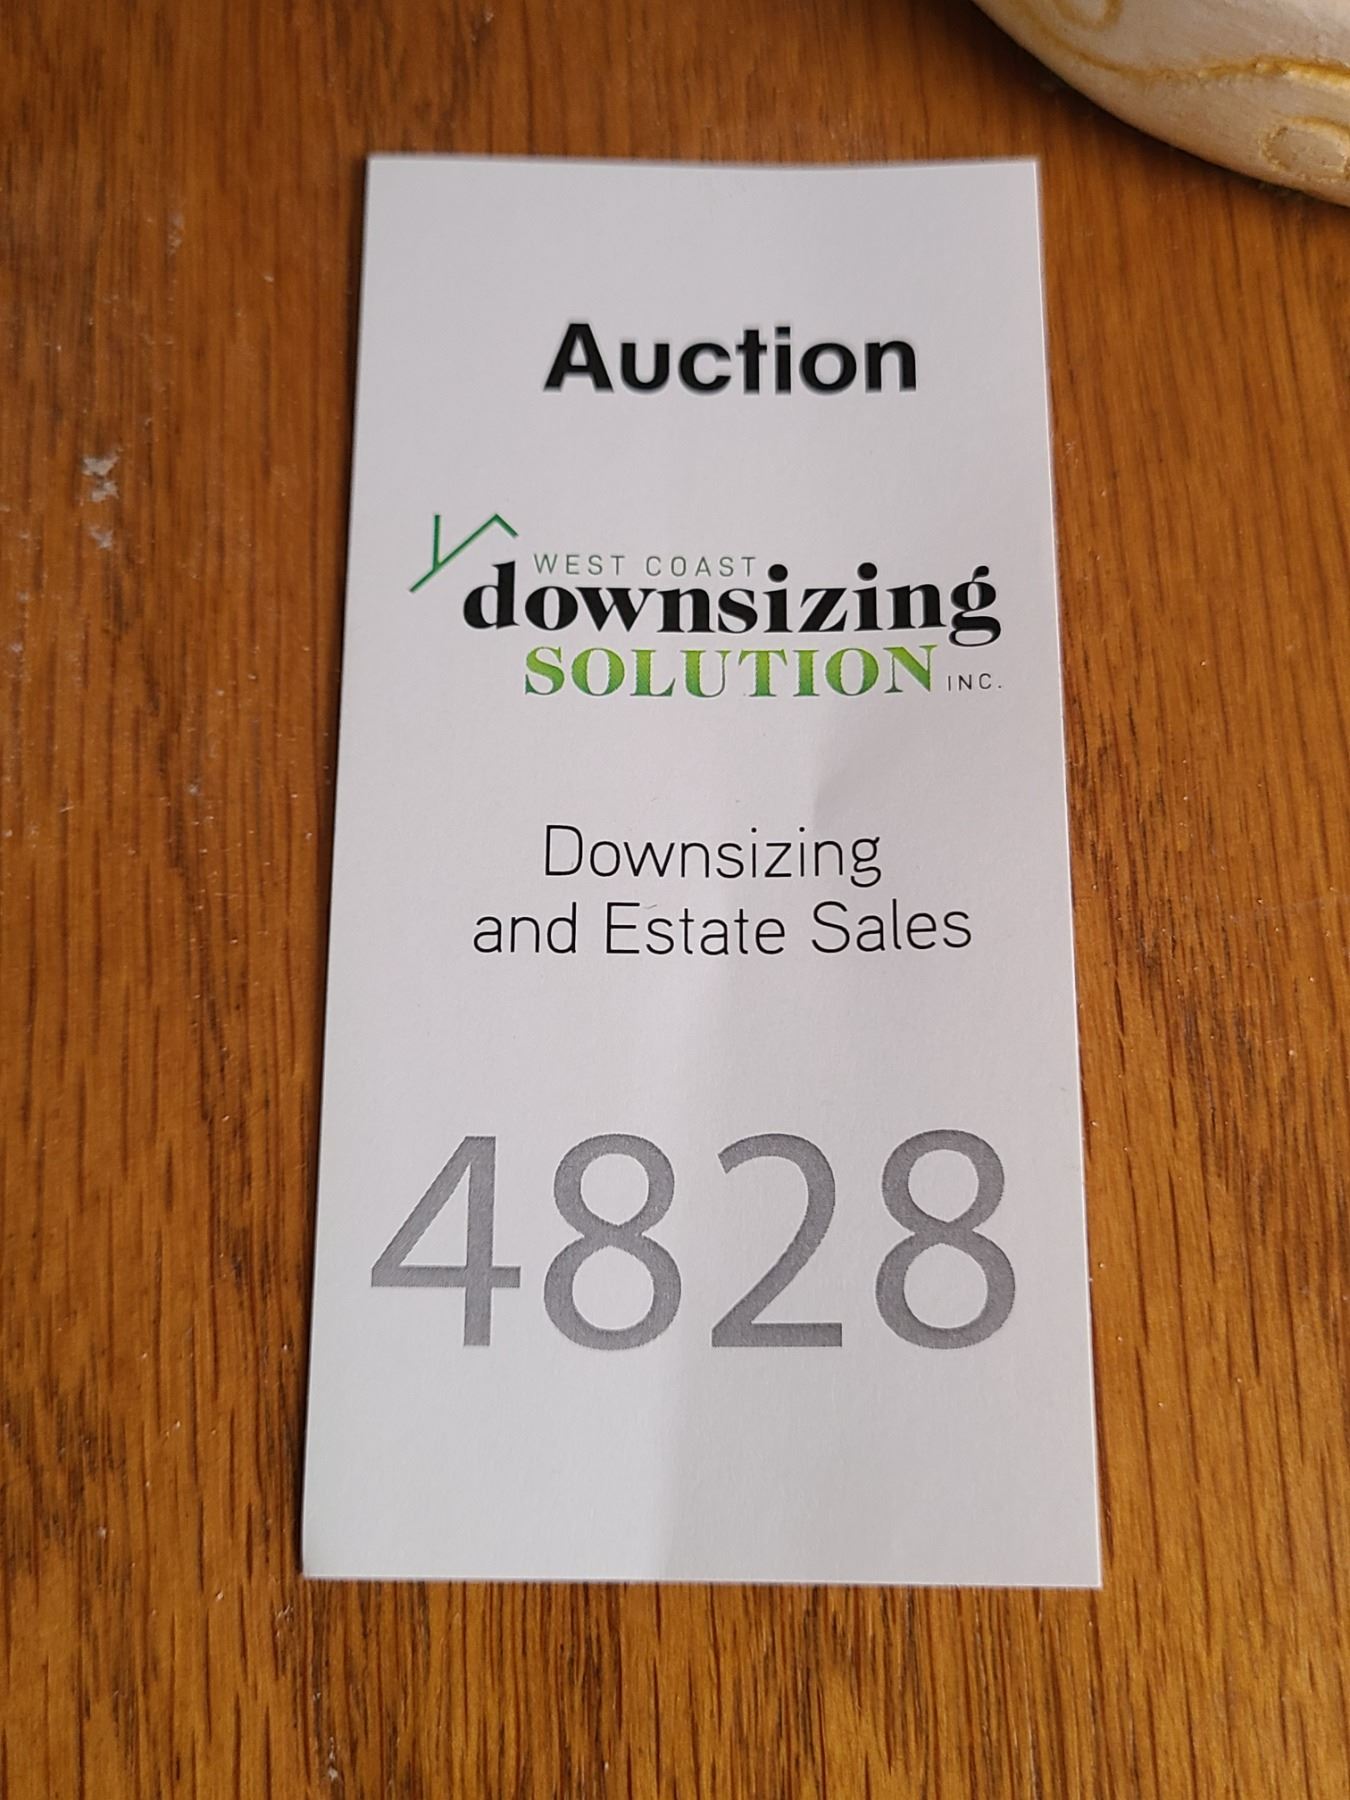 Auction
WEST COAST
downsizing
SOLUTION INC.
Downsizing
and Estate Sales
4828